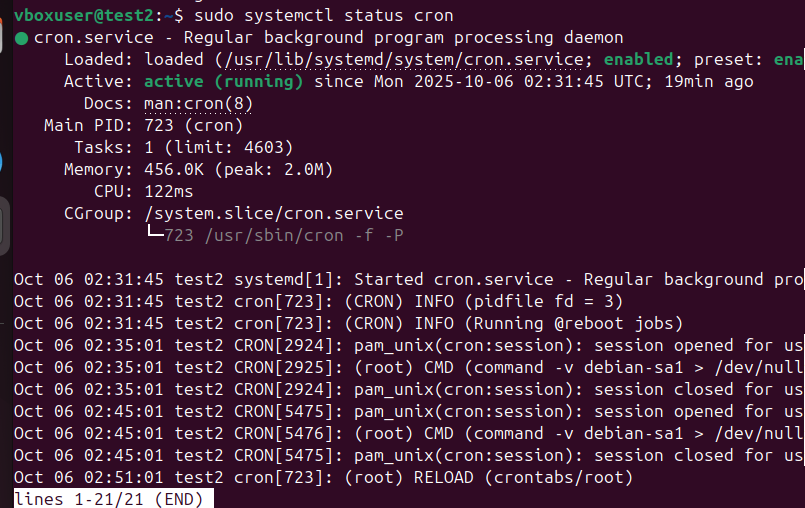 vboxuser@test2:~$ sudo systemctl status cron
● cron.service - Regular background program processing daemon
     Loaded: loaded (/usr/lib/systemd/system/cron.service; enabled; preset: ena
     Active: active (running) since Mon 2025-10-06 02:31:45 UTC; 19min ago
       Docs: man:cron(8)
   Main PID: 723 (cron)
      Tasks: 1 (limit: 4603)
     Memory: 456.0K (peak: 2.0M)
        CPU: 122ms
     CGroup: /system.slice/cron.service
             └─723 /usr/sbin/cron -f -P
Oct 06 02:31:45 test2 systemd[1]: Started cron.service - Regular background pro
Oct 06 02:31:45 test2 cron[723]: (CRON) INFO (pidfile fd = 3)
Oct 06 02:31:45 test2 cron[723]: (CRON) INFO (Running @reboot jobs)
Oct 06 02:35:01 test2 CRON[2924]: pam_unix(cron:session): session opened for us
Oct 06 02:35:01 test2 CRON[2925]: (root) CMD (command -v debian-sa1 > /dev/null
Oct 06 02:35:01 test2 CRON[2924]: pam_unix(cron:session): session closed for us
Oct 06 02:45:01 test2 CRON[5475]: pam_unix(cron:session): session opened for us
Oct 06 02:45:01 test2 CRON[5476]: (root) CMD (command -v debian-sa1 > /dev/null
Oct 06 02:45:01 test2 CRON[5475]: pam_unix(cron:session): session closed for us
Oct 06 02:51:01 test2 cron[723]: (root) RELOAD (crontabs/root)
lines 1-21/21 (END)